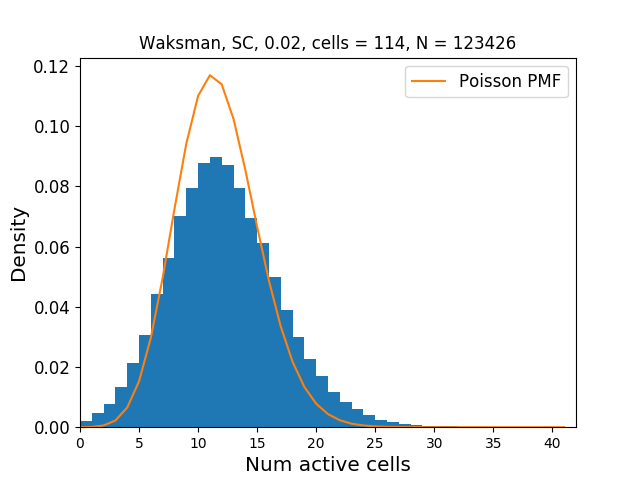 Waksman, SC, 0.02, cells = 114, N = 123426
Poisson PMF
Density
0.12
0.10
0.08
0.06
0.04
0.02
0.00
0 5 10 15 20 25 30 35 40
Num active cells